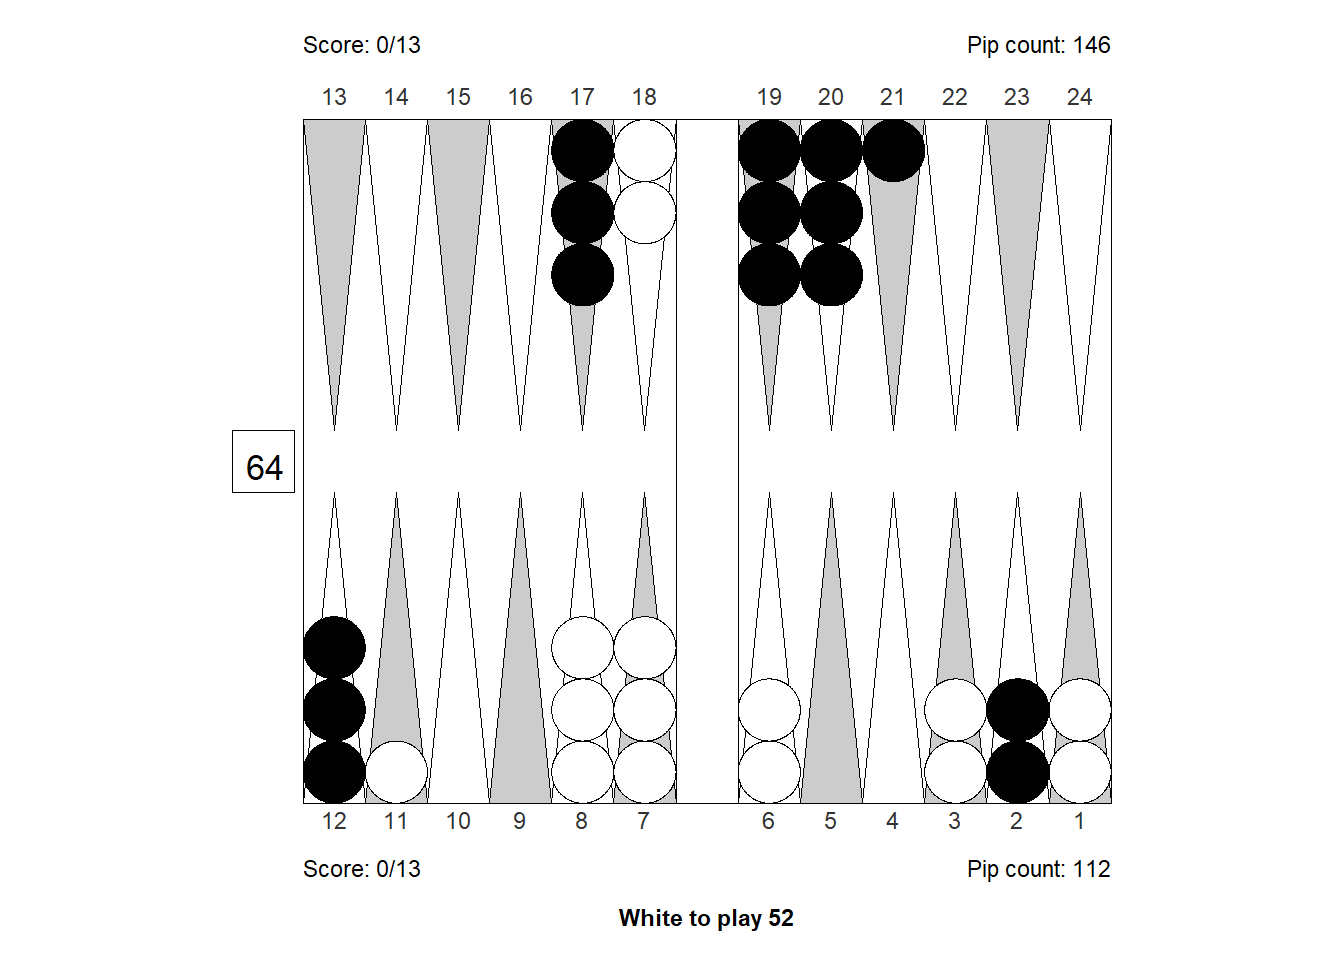 Score: 0/13 Pip count: 146
13 14 15 16 17 18 19 20 21 22 23 24
64
12 11 10 9 8 7 6 5 4 3 2 1
Score: 0/13 Pip count: 112
White to play 52